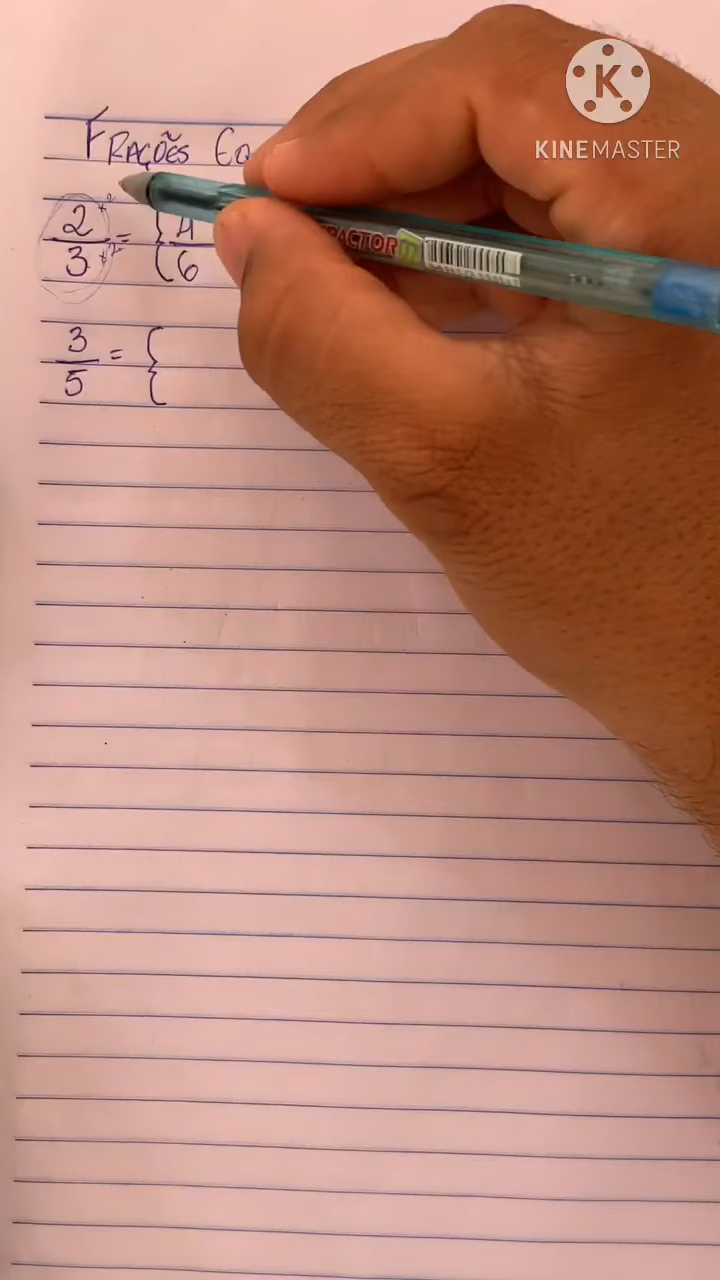 K
KINEMASTER
FRAÇÕES EQ
2 = { 4
3 { 6
TRACTOR
3
5 = {